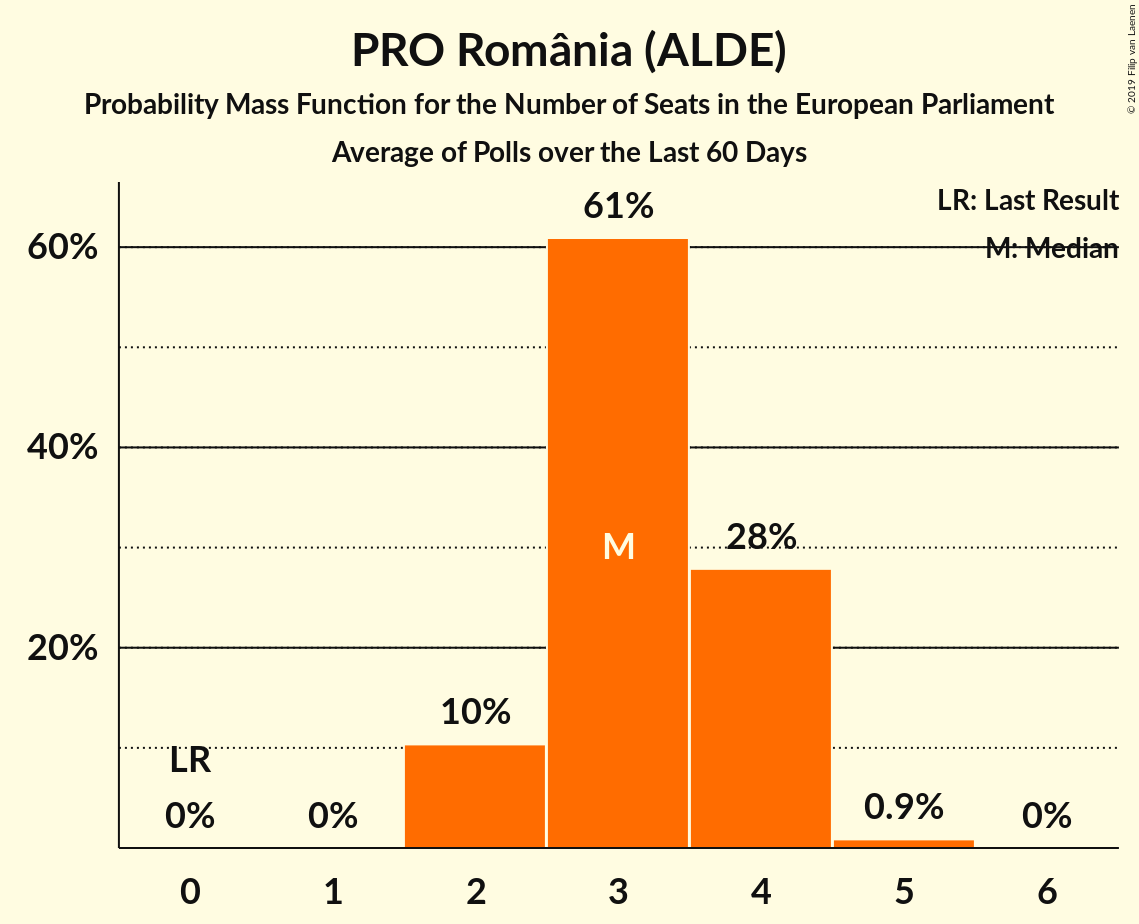 PRO România (ALDE)
Probability Mass Function for the Number of Seats in the European Parliament
Average of Polls over the Last 60 Days
© 2019 Filip van Laenen
LR: Last Result
M: Median
61%
60%
40%
M
28%
20%
10%
LR
0%
0%
0.9%
0%
0 1 2 3 4 5 6